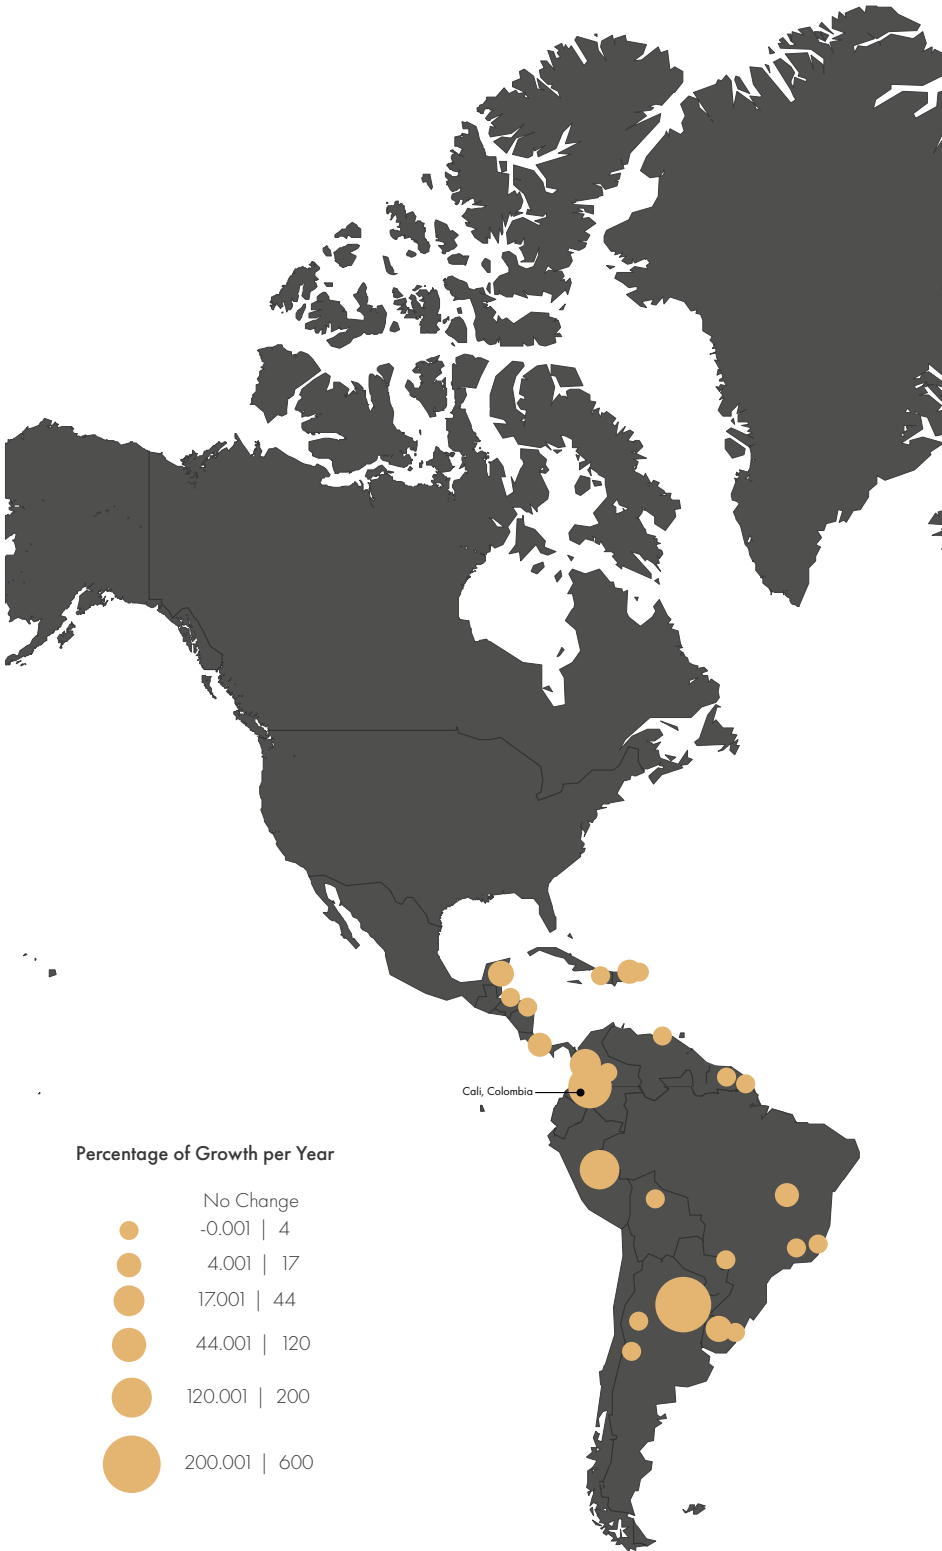 Cali, Colombia
Percentage of Growth per Year
No Change
-0.001 | 4
4.001 | 17
17.001 | 44
44.001 | 120
120.001 | 200
200.001 | 600